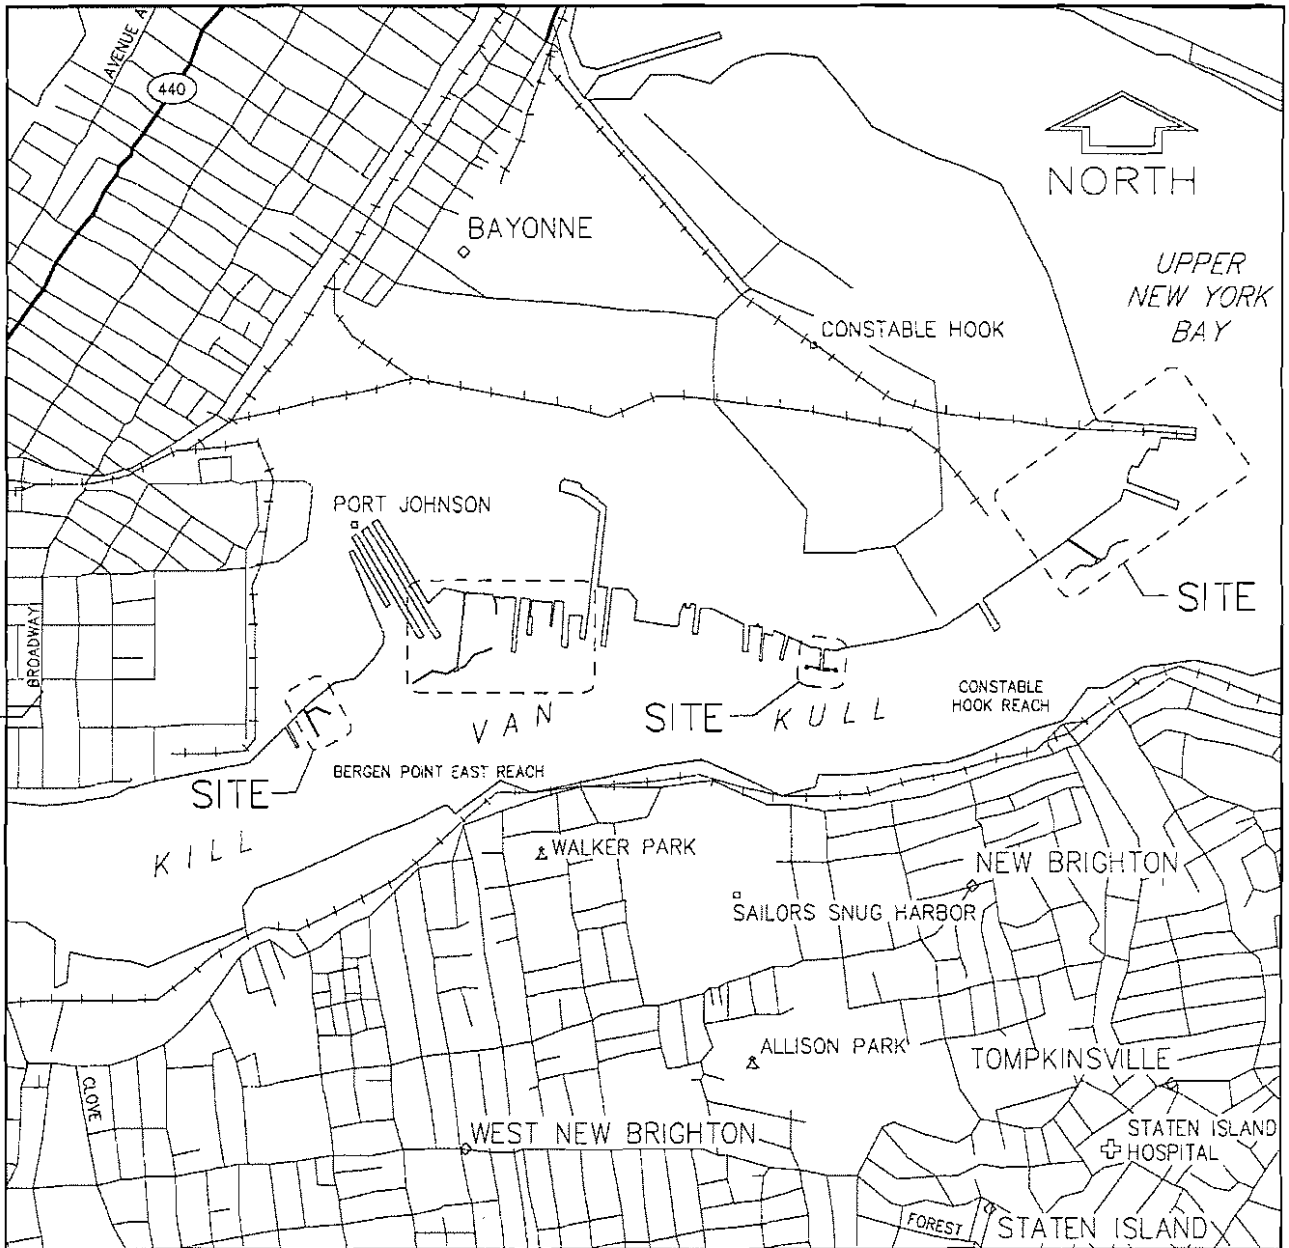 AVENUE A
440
NORTH
BAYONNE
UPPER
NEW YORK
BAY
CONSTABLE HOOK
PORT JOHNSON
SITE
BROADWAY
CONSTABLE
HOOK REACH
VAN
SITE
KULL
BERGEN POINT EAST REACH
SITE
KILL
WALKER PARK
NEW BRIGHTON
SAILORS SNUG HARBOR
ALLISON PARK
TOMPKINSVILLE
CLOVE
WEST NEW BRIGHTON
STATEN ISLAND
HOSPITAL
FOREST
STATEN ISLAND